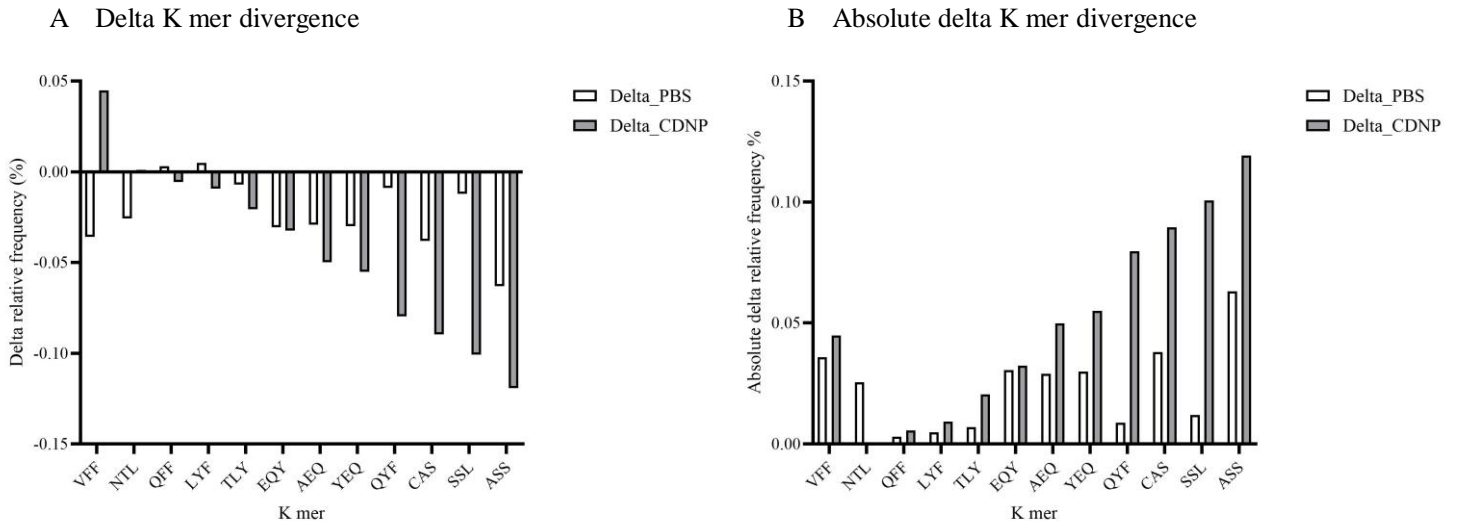 A Delta K mer divergence
0.05
0.00
-0.05
-0.10
-0.15
Delta relative frequency (%)
VFF
NTL
QFF
LYF
TLY
EQY
AEQ
YEQ
QYF
CAS
SSL
ASS
K mer
Delta_PBS
Delta_CDNP
B Absolute delta K mer divergence
0.15
0.10
0.05
0.00
Absolute delta relative freuqency %
VFF
NTL
QFF
LYF
TLY
EQY
AEQ
YEQ
QYF
CAS
SSL
ASS
K mer
Delta_PBS
Delta_CDNP